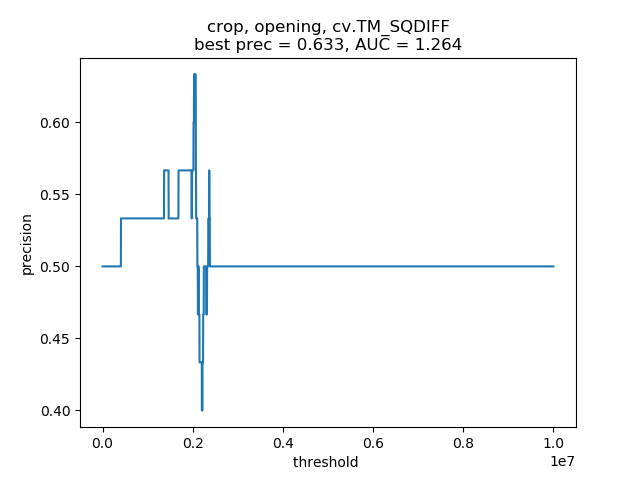 crop, opening, cv.TM_SQDIFF
best prec = 0.633, AUC = 1.264
0.60
0.55
0.50
0.45
0.40
precision
0.0 0.2 0.4 0.6 0.8 1.0
1e7
threshold